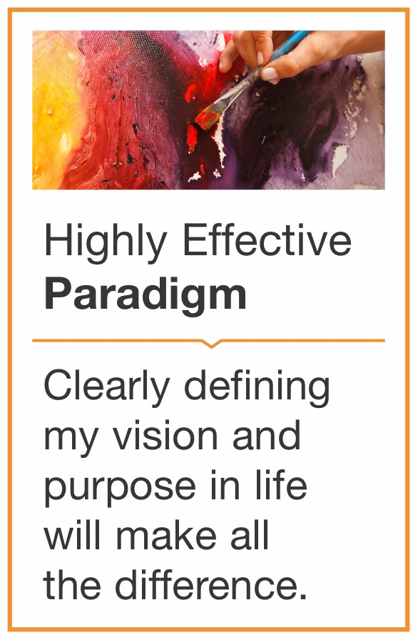 Highly Effective
Paradigm
Clearly defining
my vision and
purpose in life
will make all
the difference.